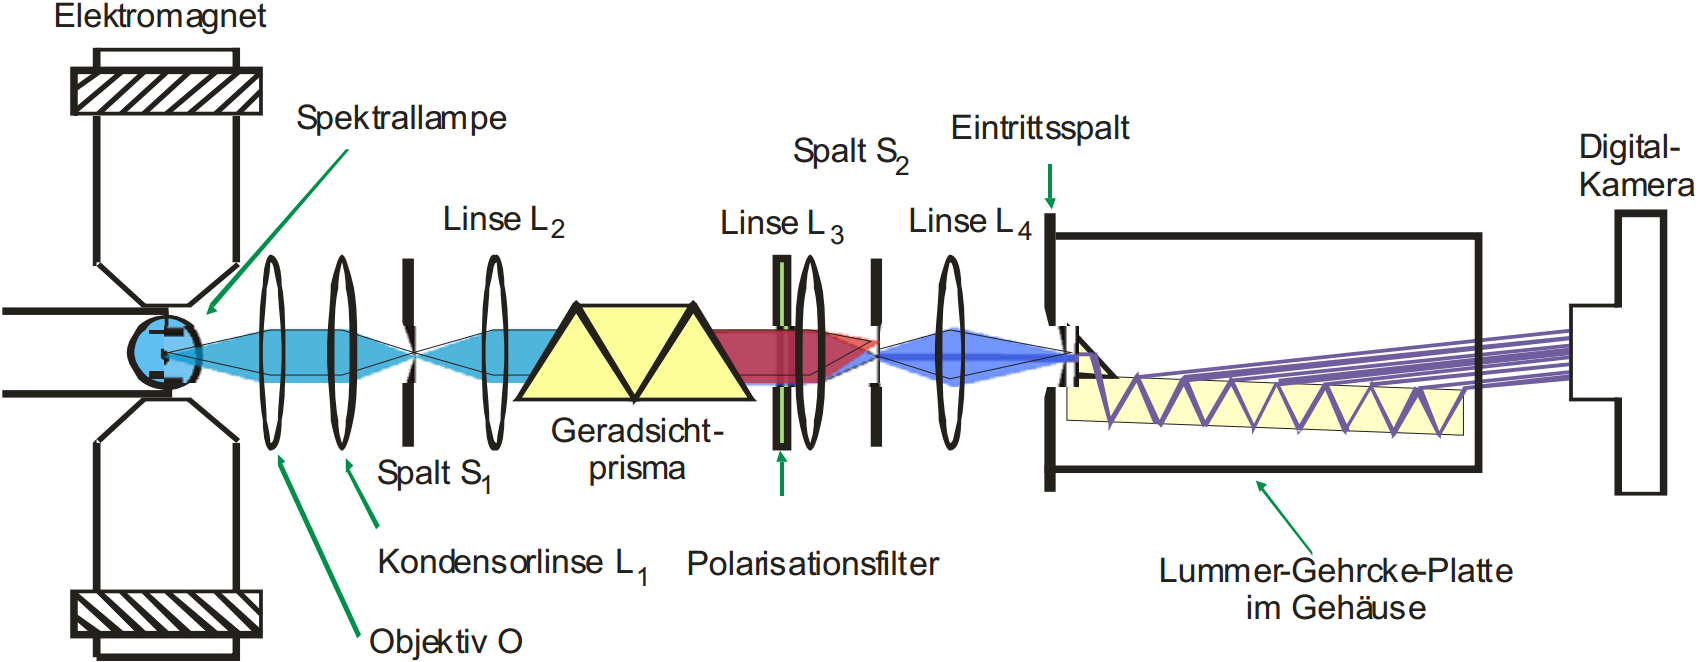 Elektromagnet
Spektrallampe
Linse L2
Spalt S1
Kondensorlinse L1
Objektiv O
Geradsicht-
prisma
Linse L3
Polarisationsfilter
Spalt S2
Linse L4
Eintrittsspalt
Lummer-Gehrcke-Platte
im Gehäuse
Digital-
Kamera